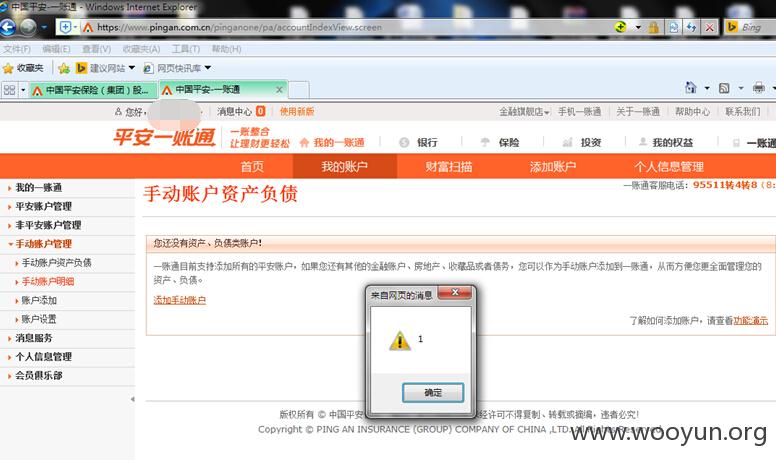 中国平安-一账通 - Windows Internet Explorer
https://www.pingan.com.cn/pinganone/pa/accountIndexView.screen
Bing
文件(F) 编辑(E) 查看(V) 收藏夹(A) 工具(T) 帮助(H)
收藏夹 建议网站 网页快讯库
中国平安保险（集团）股... 中国平安-一账通
您好, 消息中心 0 使用新版 金融旗舰店 手机一账通 关于一账通 帮助中心 联系我们
平安一账通 一账整合 让理财更轻松 我的一账通 银行 保险 投资 我的权益 一账通
首页 我的账户 财富扫描 添加账户 个人信息管理
我的一账通
平安账户管理
非平安账户管理
手动账户管理
手动账户资产负债
手动账户明细
账户添加
账户设置
消息服务
个人信息管理
会员俱乐部
手动账户资产负债
一账通客服电话：95511转4转8（8:
您还没有资产、负债类账户!
一账通目前支持添加所有的平安账户，如果您还有其他的金融账户、房地产、收藏品或者债务，您可以作为手动账户添加到一账通，从而方便您更全面管理您的
资产、负债。
添加手动账户
了解如何添加账户，请查看功能演示
来自网页的消息
1
确定
版权所有 © 中国平安 经许可不得复制、转载或摘编，违者必究!
Copyright © PING AN INSURANCE (GROUP) COMPANY OF CHINA ,LTD. All Rights Reserved
www.wooyun.org